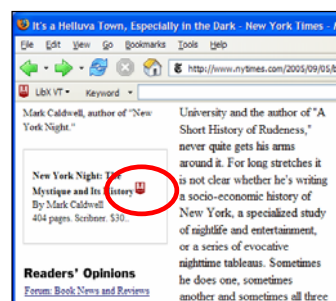 It's a Helluva Town, Especially in the Dark - New York Times -
File Edit View Go Bookmarks Tools Help
http://www.nytimes.com/2005/09/05/b
LibX VT Keyword
Mark Caldwell, author of "New
York Night."
New York Night: The
Mystique and Its History
By Mark Caldwell
404 pages. Scribner. $30..
Readers' Opinions
Forum: Book News and Reviews
University and the author of "A
Short History of Rudeness,"
never quite gets his arms
around it. For long stretches it
is not clear whether he's writing
a socio-economic history of
New York, a specialized study
of nightlife and entertainment,
or a series of evocative
nighttime tableaus. Sometimes
he does one, sometimes
another and sometimes all three